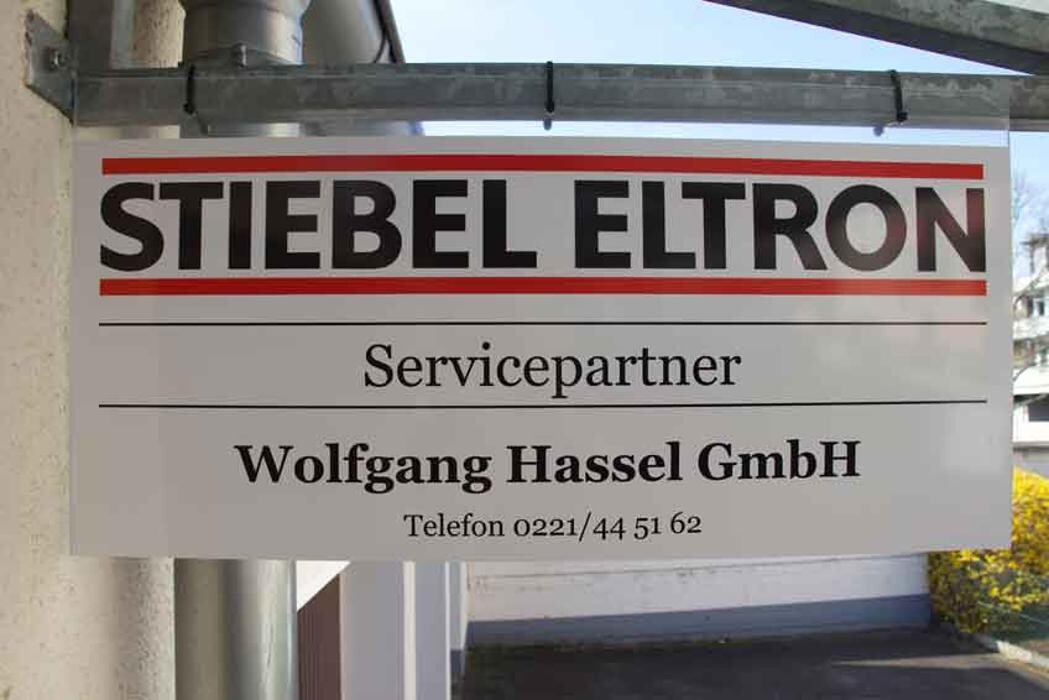 STIEBEL ELTRON
Servicepartner
Wolfgang Hassel GmbH
Telefon 0221/44 51 62